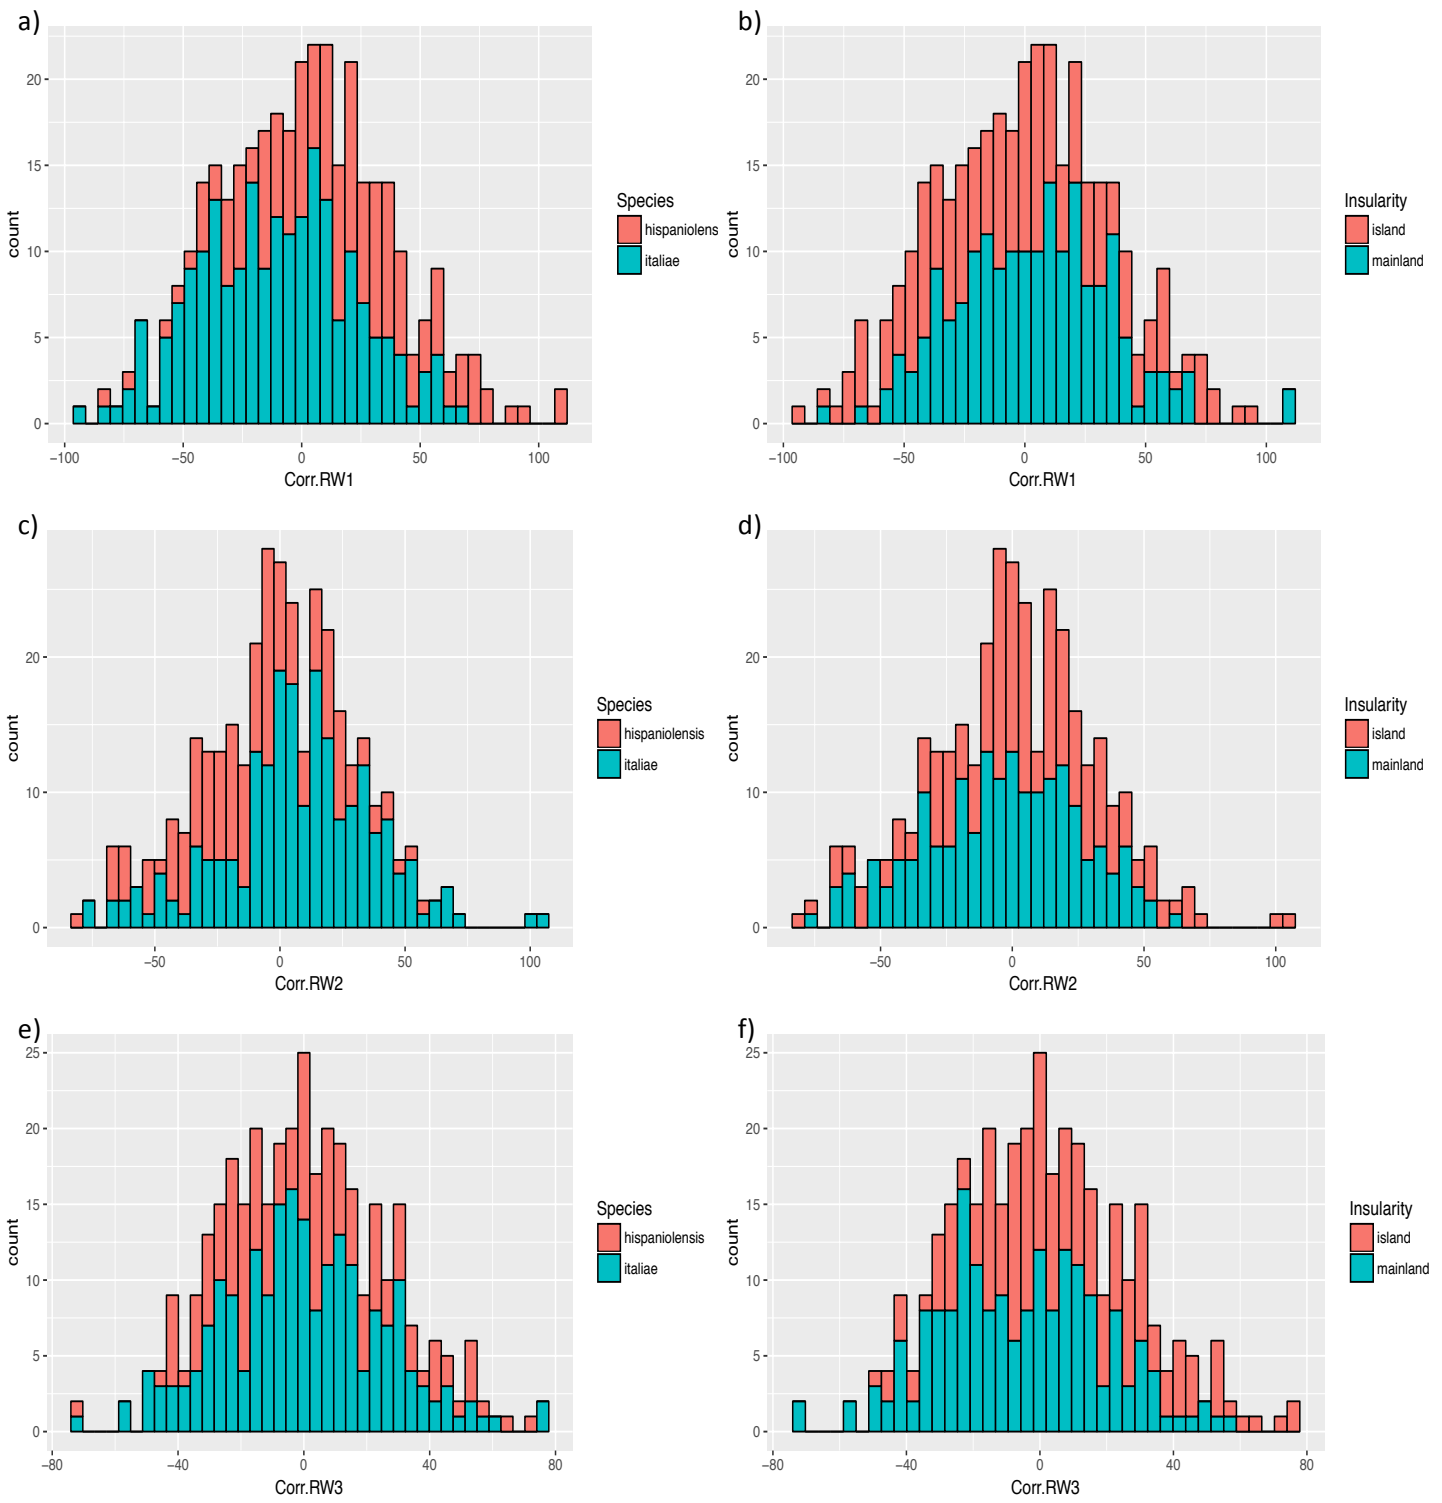 a)
20
15
10
5
0
count
−100 −50 0 50 100
Corr.RW1
Species
hispaniolens
italiae
b)
20
15
10
5
0
count
−100 −50 0 50 100
Corr.RW1
Insularity
island
mainland
c)
20
10
0
count
−50 0 50 100
Corr.RW2
Species
hispaniolensis
italiae
d)
20
10
0
count
−50 0 50 100
Corr.RW2
Insularity
island
mainland
e)
25
20
15
10
5
0
count
−80 −40 0 40 80
Corr.RW3
Species
hispaniolensis
italiae
f)
25
20
15
10
5
0
count
−80 −40 0 40 80
Corr.RW3
Insularity
island
mainland